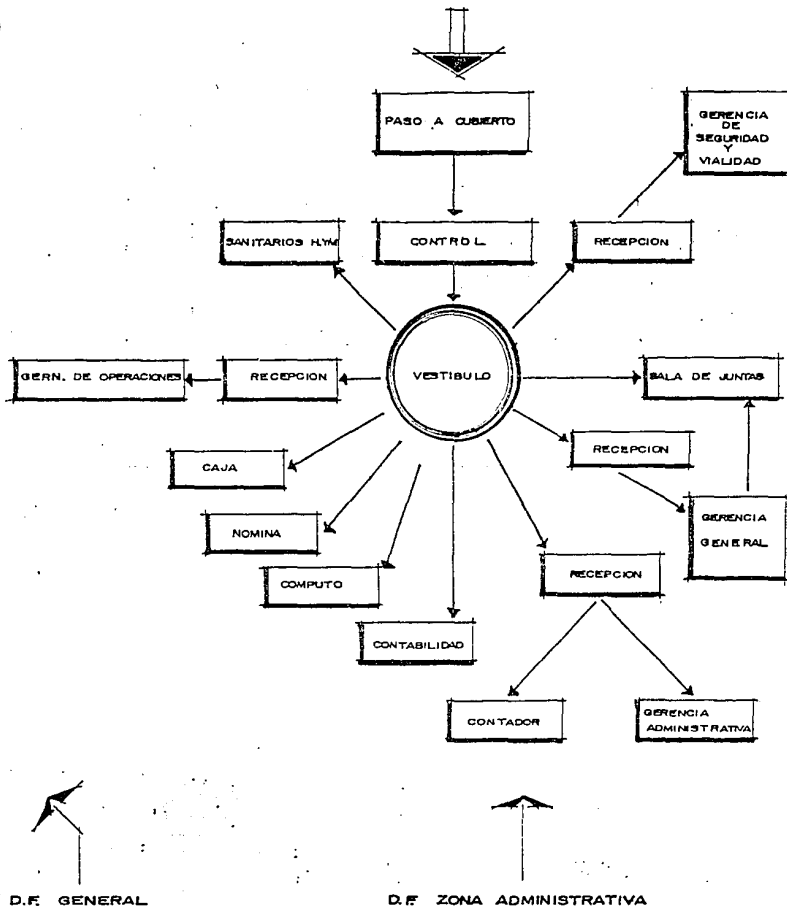 PASO A CUBIERTO
GERENCIA
DE
SEGURIDAD
Y
VIALIDAD
SANITARIOS H.Y.M.
CONTROL
RECEPCION
GERN. DE OPERACIONES
RECEPCION
VESTIBULO
SALA DE JUNTAS
RECEPCION
CAJA
GERENCIA
GENERAL
NOMINA
RECEPCION
COMPUTO
CONTABILIDAD
CONTADOR
GERENCIA
ADMINISTRATIVA
D.F. GENERAL
D.F. ZONA ADMINISTRATIVA